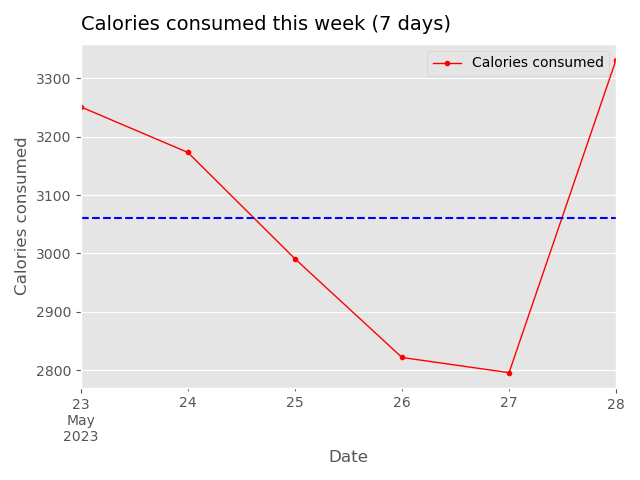 Calories consumed this week (7 days)
Calories consumed
3300
3200
3100
3000
2900
2800
Calories consumed
23
May
2023
24
25
26
27
28
Date